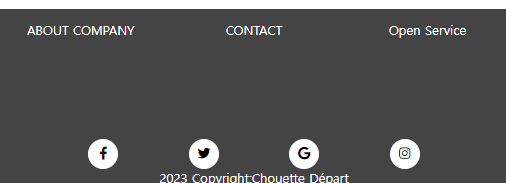 ABOUT COMPANY
CONTACT
Open Service
2023 Copyright:Chouette Départ